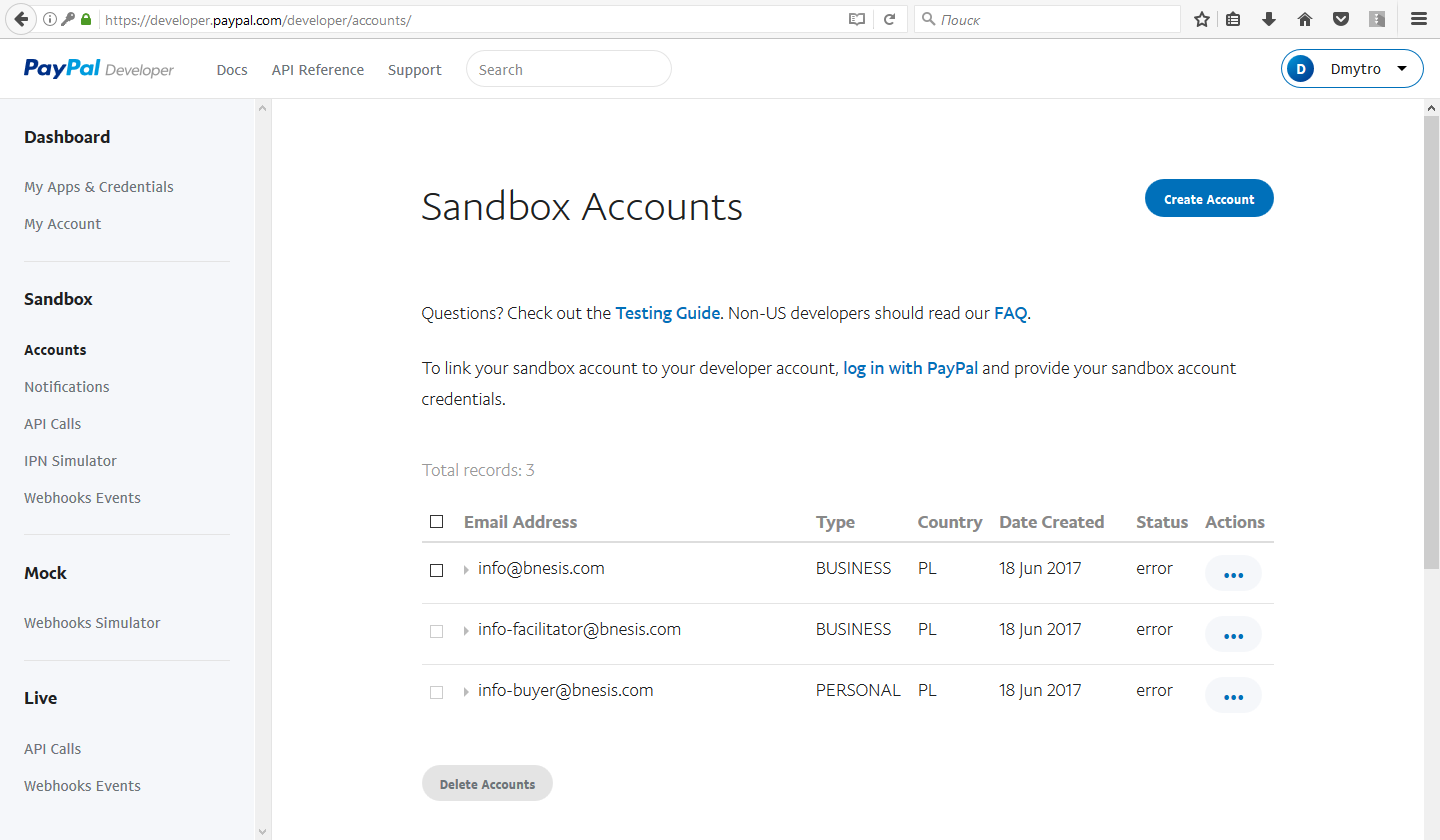 https://developer.paypal.com/developer/accounts/
Поиск
PayPal Developer
Docs
API Reference
Support
Search
D
Dmytro
Dashboard
My Apps & Credentials
My Account
Sandbox
Accounts
Notifications
API Calls
IPN Simulator
Webhooks Events
Mock
Webhooks Simulator
Live
API Calls
Webhooks Events
Sandbox Accounts
Create Account
Questions? Check out the Testing Guide. Non-US developers should read our FAQ.
To link your sandbox account to your developer account, log in with PayPal and provide your sandbox account
credentials.
Total records: 3
Email Address Type Country Date Created Status Actions
info@bnesis.com BUSINESS PL 18 Jun 2017 error
info-facilitator@bnesis.com BUSINESS PL 18 Jun 2017 error
info-buyer@bnesis.com PERSONAL PL 18 Jun 2017 error
Delete Accounts